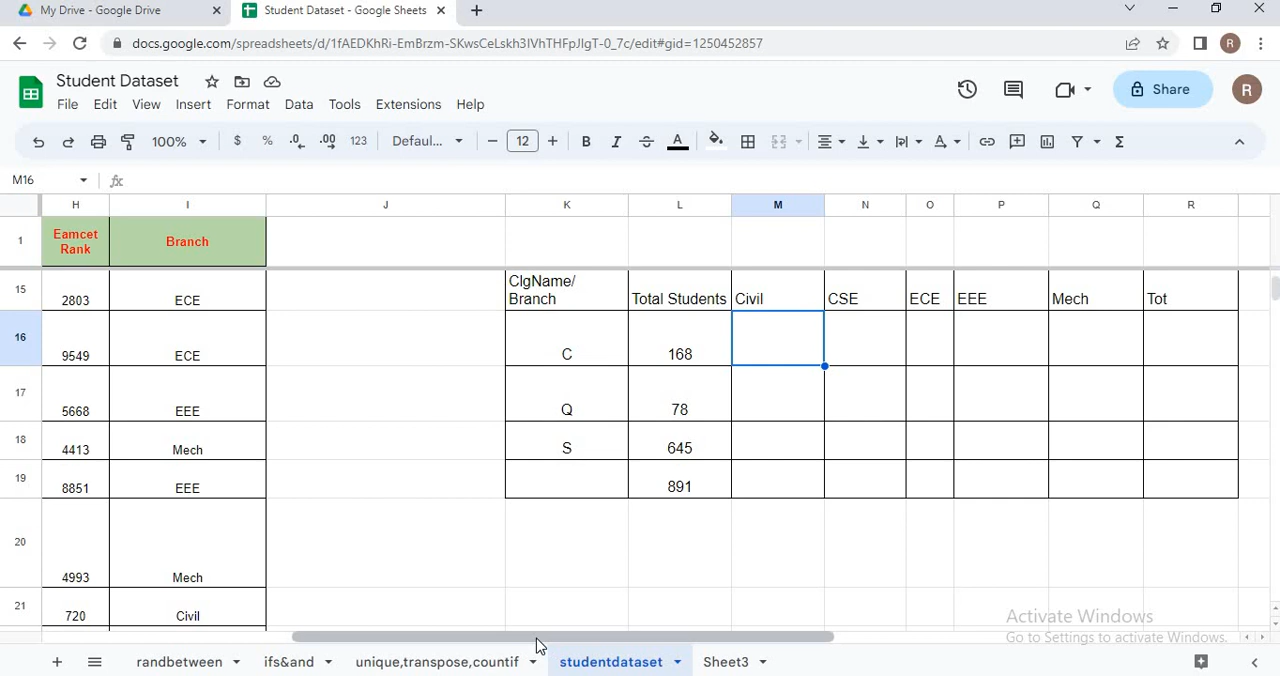 My Drive - Google Drive
Student Dataset - Google Sheets
docs.google.com/spreadsheets/d/1fAEDKhRi-EmBrzm-SKwsCeLskh3IVhTHFpJIgT-0_7c/edit#gid=1250452857
R
Student Dataset
File Edit View Insert Format Data Tools Extensions Help
Share
R
100% $ % .0 .00 123 Defaul... 12 B I A
M16 fx
H I J K L M N O P Q R
1 Eamcet Rank Branch
15 2803 ECE ClgName/ Branch Total Students Civil CSE ECE EEE Mech Tot
16 9549 ECE C 168
17 5668 EEE Q 78
18 4413 Mech S 645
19 8851 EEE 891
20 4993 Mech
21 720 Civil
Activate Windows
Go to Settings to activate Windows.
randbetween ifs&and unique,transpose,countif studentdataset Sheet3